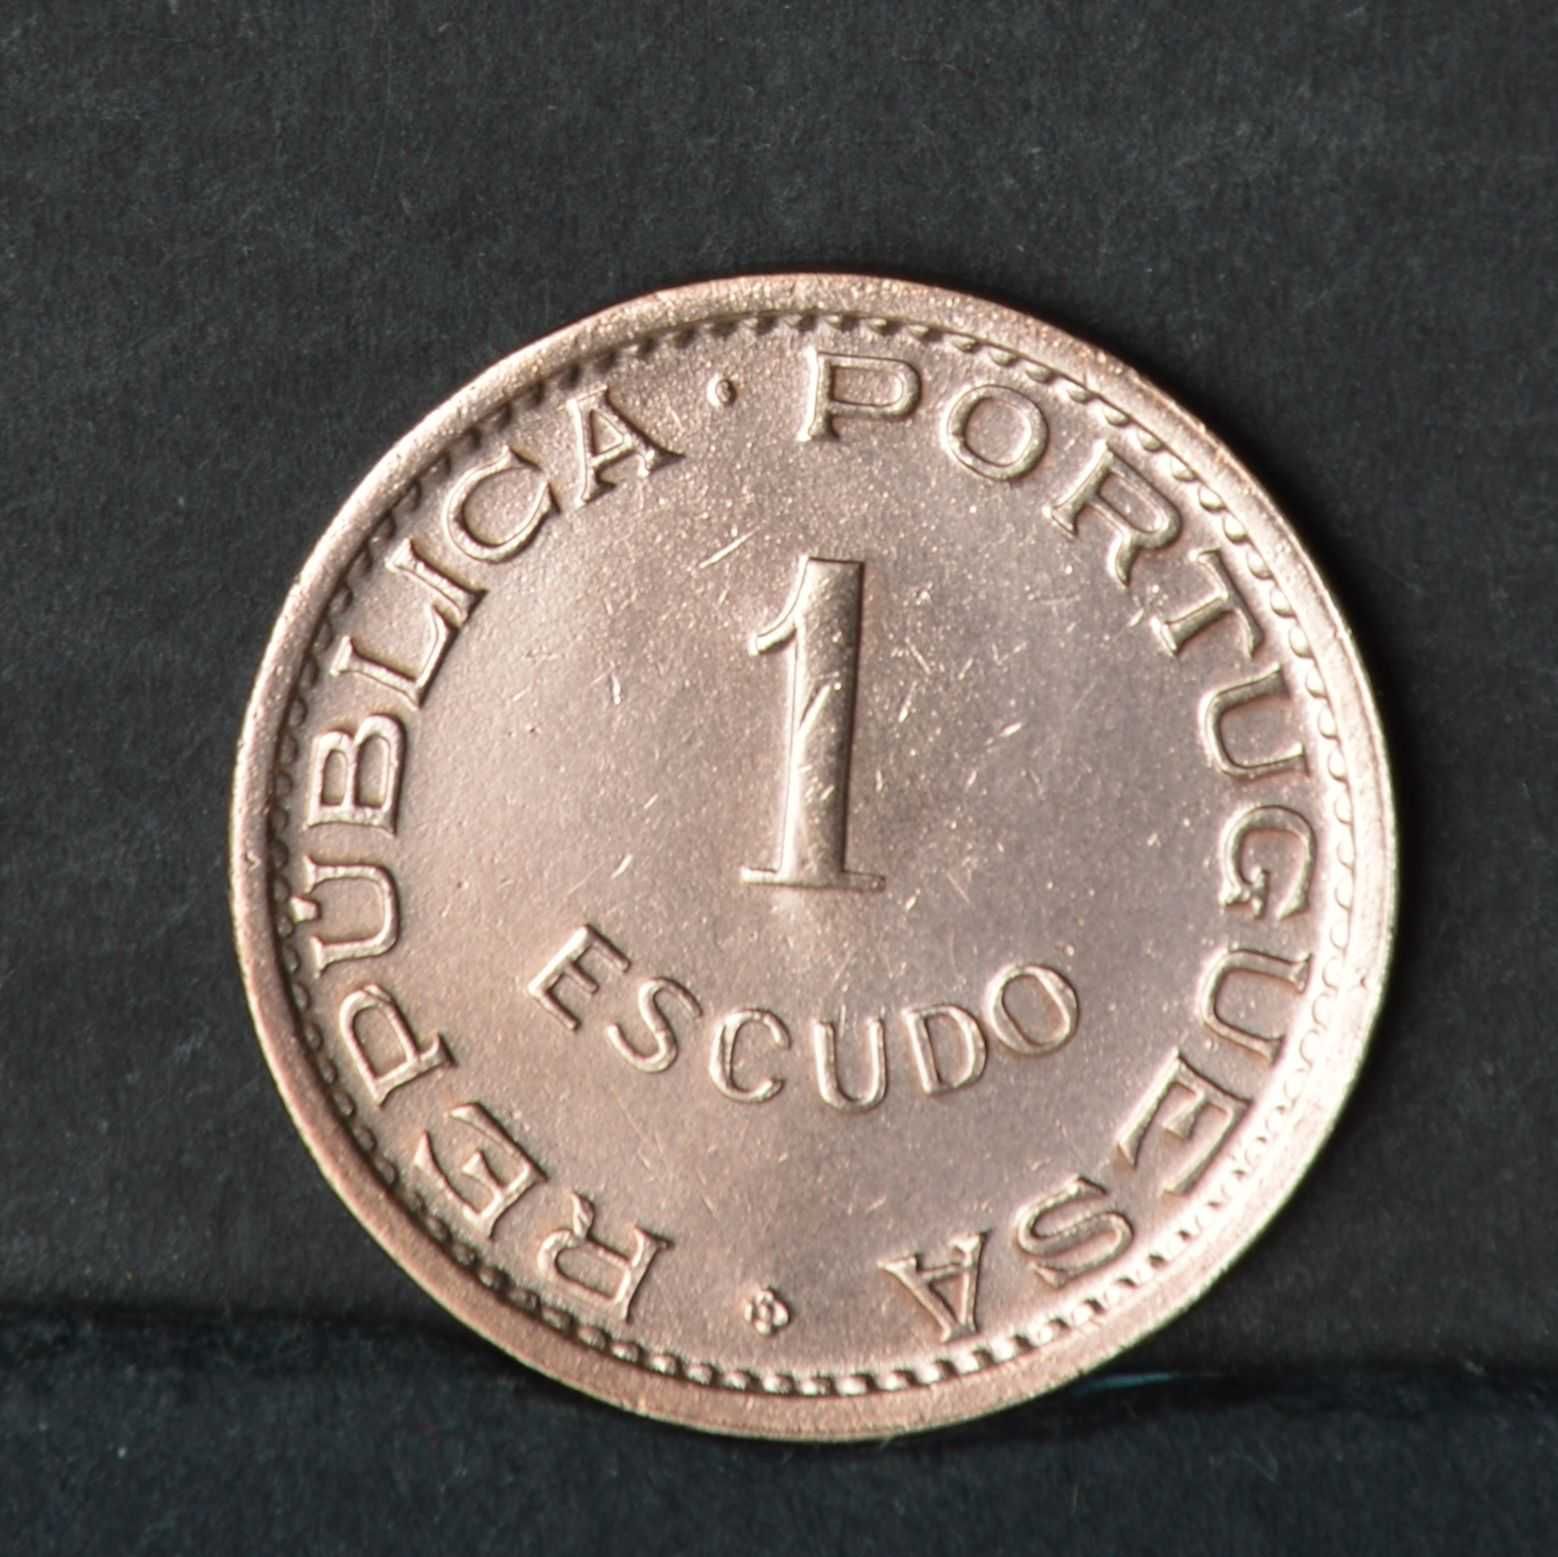 REPÚBLICA · PORTUGUESA
1
ESCUDO